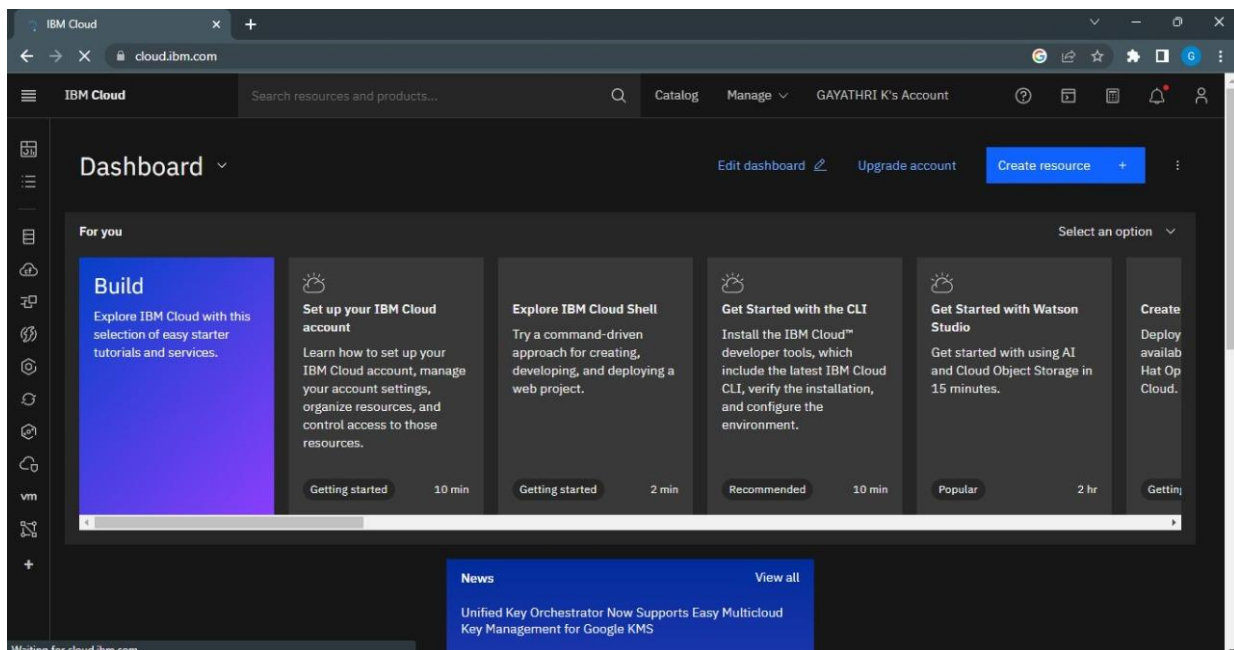 IBM Cloud
cloud.ibm.com
G
IBM Cloud
Search resources and products...
Catalog
Manage
GAYATHRI K's Account
Dashboard
Edit dashboard
Upgrade account
Create resource +
For you
Select an option
Build
Explore IBM Cloud with this
selection of easy starter
tutorials and services.
Set up your IBM Cloud
account
Learn how to set up your
IBM Cloud account, manage
your account settings,
organize resources, and
control access to those
resources.
Getting started
10 min
Explore IBM Cloud Shell
Try a command-driven
approach for creating,
developing, and deploying a
web project.
Getting started
2 min
Get Started with the CLI
Install the IBM Cloud™
developer tools, which
include the latest IBM Cloud
CLI, verify the installation,
and configure the
environment.
Recommended
10 min
Get Started with Watson
Studio
Get started with using AI
and Cloud Object Storage in
15 minutes.
Popular
2 hr
Create
Deploy
availab
Hat Op
Cloud.
Gettin
vm
News
View all
Unified Key Orchestrator Now Supports Easy Multicloud
Key Management for Google KMS
Waiting for cloud.ibm.com